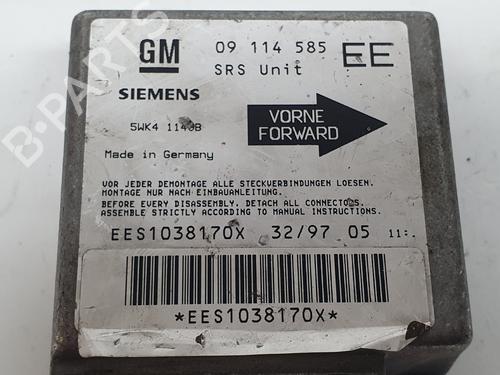 GM
09 114 585 EE
SRS Unit
SIEMENS
5WK4 114JB
VORNE
FORWARD
Made in Germany
VOR JEDER DEMONTAGE ALLE STECKVERBINDUNGEN LOESEN.
MONTAGE NUR NACH EINBAUANLEITUNG.
BEFORE EVERY DISASSEMBLY. DETACH ALL CONNECTORS.
ASSEMBLE STRICTLY ACCORDING TO MANUAL INSTRUCTIONS.
EES1038170X 32/97 05 11:.
*EES1038170X*
B-PARTS